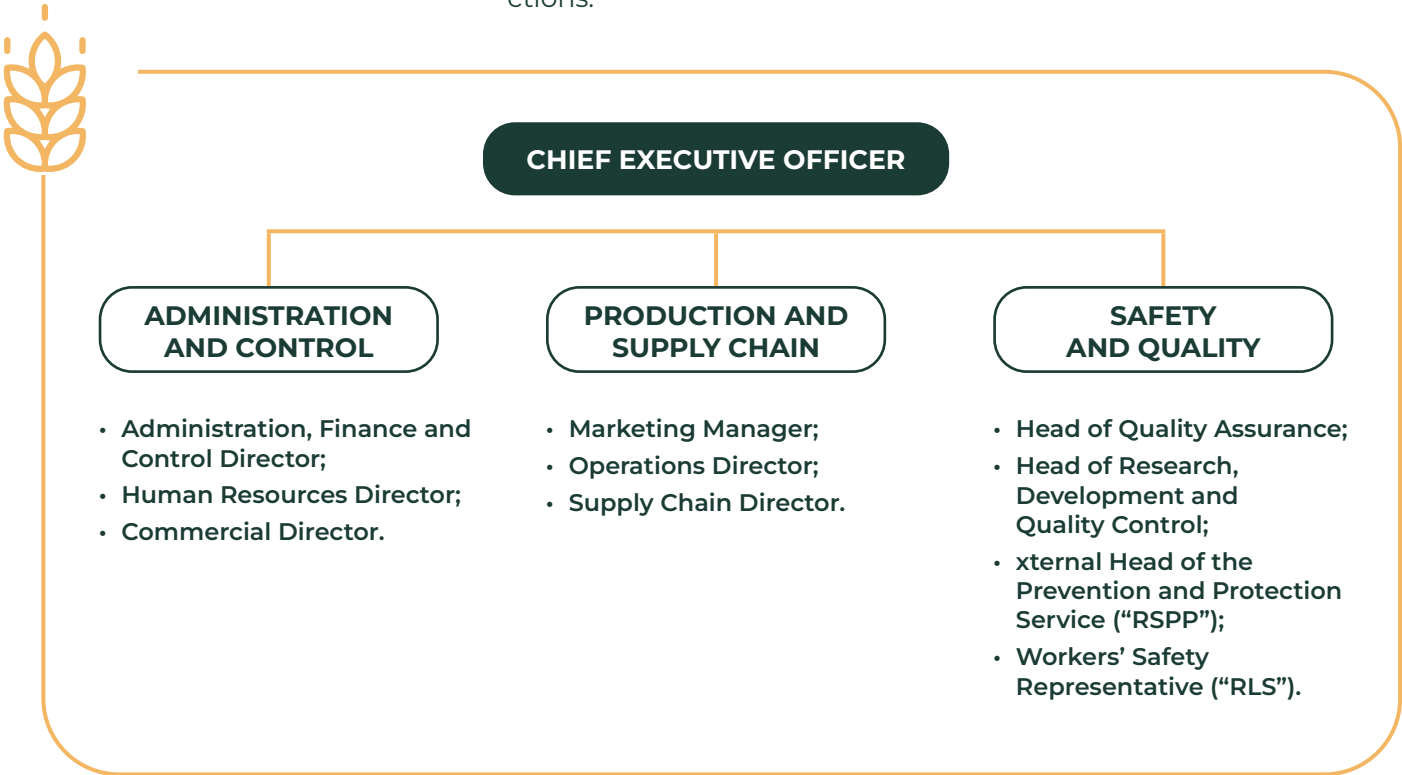 ctions.
CHIEF EXECUTIVE OFFICER
ADMINISTRATION
AND CONTROL
• Administration, Finance and
Control Director;
• Human Resources Director;
• Commercial Director.
PRODUCTION AND
SUPPLY CHAIN
• Marketing Manager;
• Operations Director;
• Supply Chain Director.
SAFETY
AND QUALITY
• Head of Quality Assurance;
• Head of Research,
Development and
Quality Control;
• xternal Head of the
Prevention and Protection
Service (“RSPP”);
• Workers’ Safety
Representative (“RLS”).